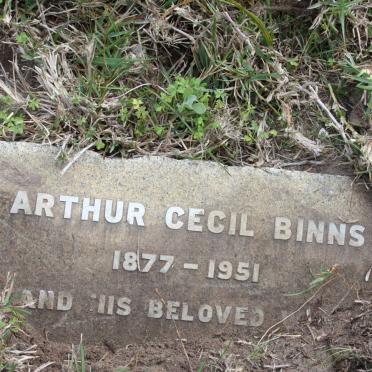 ARTHUR CECIL BINNS
1877 - 1951
AND HIS BELOVED